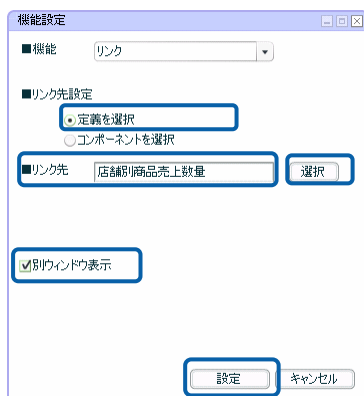 機能設定
■機能 リンク
■リンク先設定
定義を選択
コンポーネントを選択
■リンク先 店舗別商品売上数量 選択
別ウィンドウ表示
設定 キャンセル